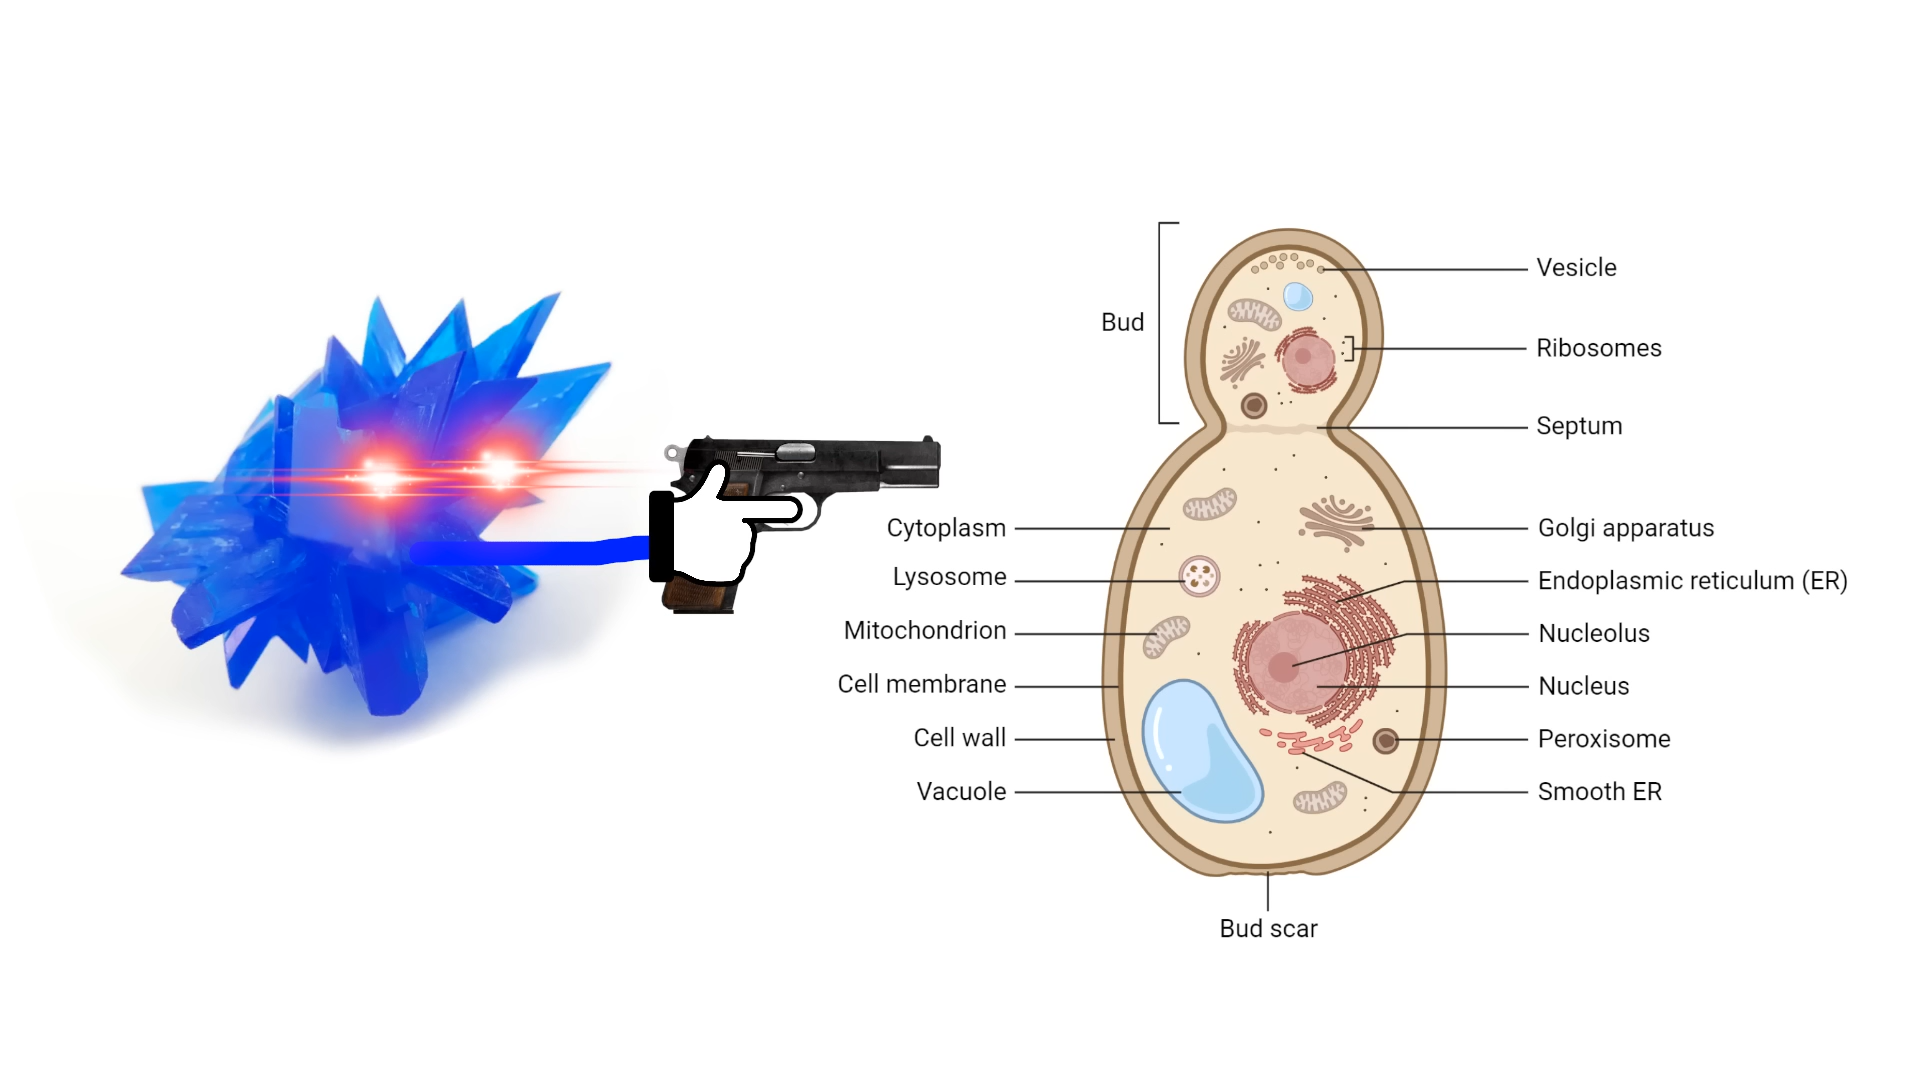 Bud
Cytoplasm
Lysosome
Mitochondrion
Cell membrane
Cell wall
Vacuole
Vesicle
Ribosomes
Septum
Golgi apparatus
Endoplasmic reticulum (ER)
Nucleolus
Nucleus
Peroxisome
Smooth ER
Bud scar